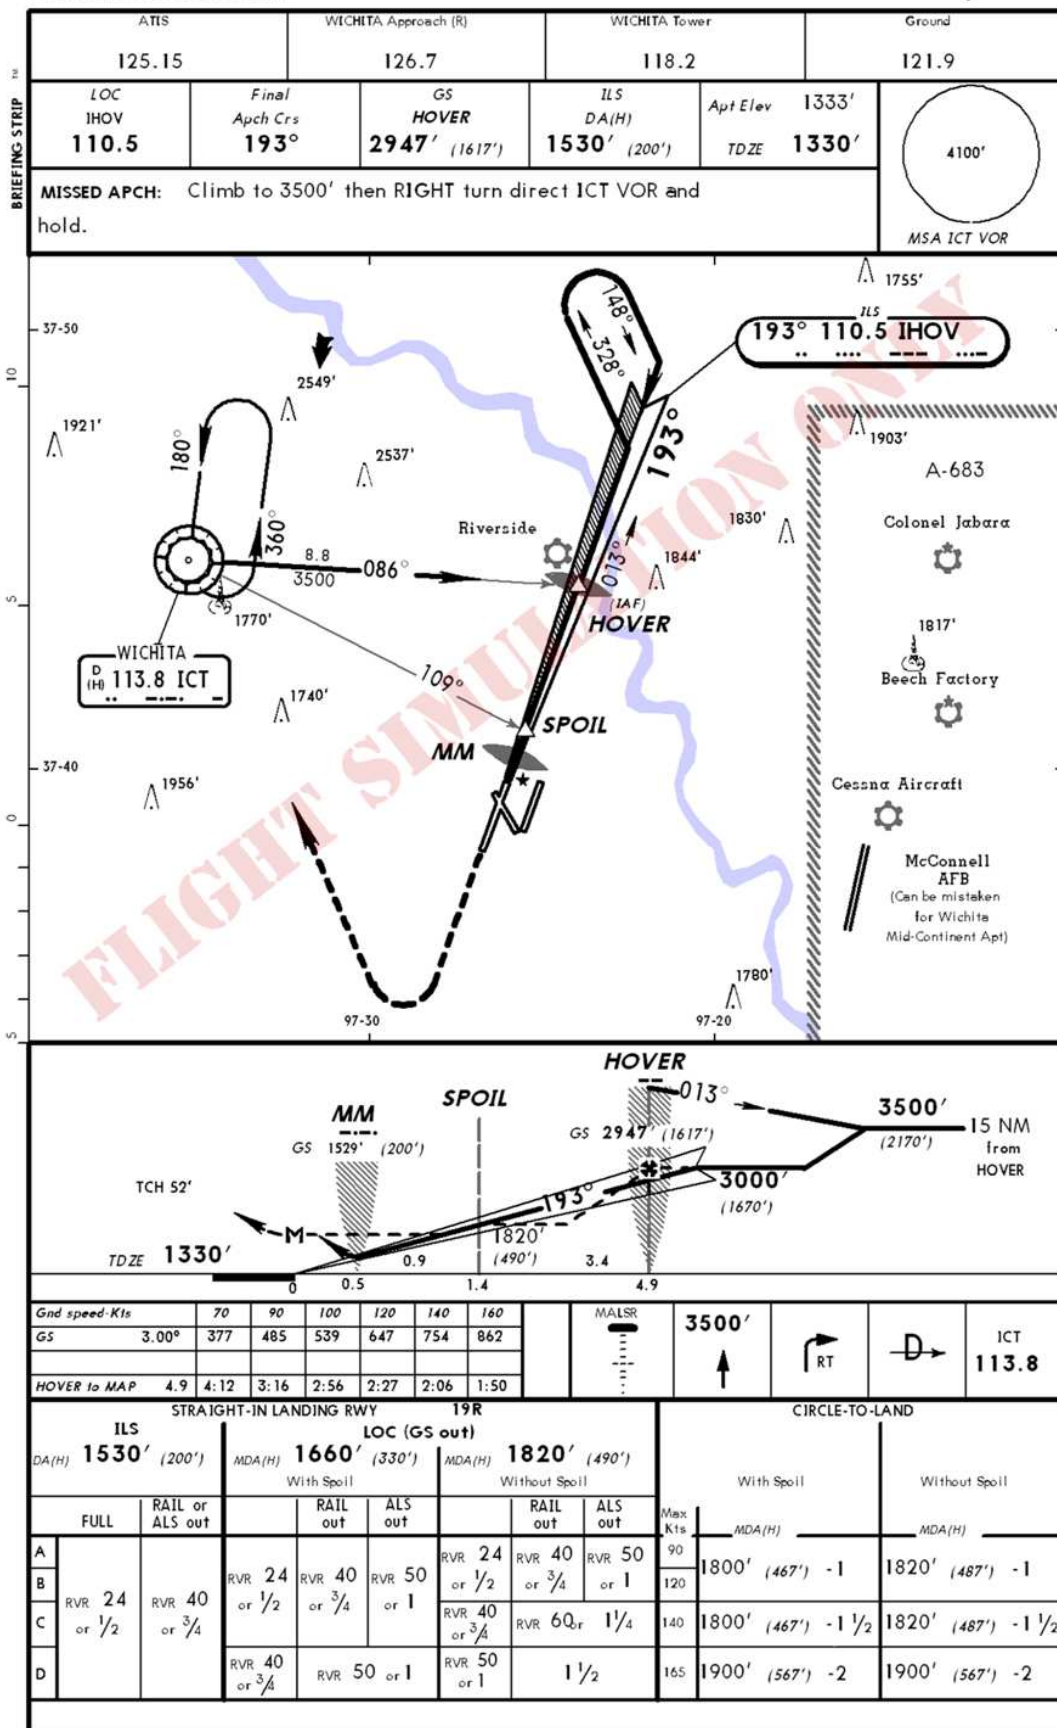 ATIS WICHITA Approach (R) WICHITA Tower Ground
125.15 126.7 118.2 121.9
BRIEFING STRIP TM
LOC Final GS ILS Apt Elev 1333'
IHOV Apch Crs HOVER DA(H)
110.5 193° 2947' (1617') 1530' (200') TDZE 1330'
4100'
MSA ICT VOR
MISSED APCH: Climb to 3500' then RIGHT turn direct ICT VOR and
hold.
1755'
37-50
148°
328°
ILS
193° 110.5 IHOV
10
2549'
1921'
180°
2537'
193°
1903'
A-683
360°
Riverside
1830'
Colonel Jabara
8.8
3500
086°
013°
1844'
5
(IAF)
HOVER
1770'
1817'
WICHITA
D
(H) 113.8 ICT
109°
Beech Factory
1740'
SPOIL
MM
37-40
1956'
Cessna Aircraft
0
McConnell
AFB
(Can be mistaken
for Wichita
Mid-Continent Apt)
1780'
97-30 97-20
5
FLIGHT SIMULATION ONLY
HOVER
013°
SPOIL
MM
3500'
(2170')
15 NM
from
HOVER
GS 1529' (200')
GS 2947' (1617')
TCH 52'
193°
3000'
(1670')
M
1820'
(490')
TDZE 1330'
0.9 3.4
0 0.5 1.4 4.9
Gnd speed-Kts 70 90 100 120 140 160
GS 3.00° 377 485 539 647 754 862
HOVER to MAP 4.9 4:12 3:16 2:56 2:27 2:06 1:50
MALSR
3500'
RT
D
ICT
113.8
STRAIGHT-IN LANDING RWY 19R CIRCLE-TO-LAND
ILS LOC (GS out)
DA(H) 1530' (200') MDA(H) 1660' (330') MDA(H) 1820' (490')
With Spoil Without Spoil With Spoil Without Spoil
FULL RAIL or RAIL ALS RAIL ALS
ALS out out out out out
Max
Kts MDA(H) MDA(H)
A RVR 24 RVR 40 RVR 50 90 1800' (467') -1 1820' (487') -1
or 1/2 or 3/4 or 1
B RVR 24 RVR 40 RVR 50 120
or 1/2 or 3/4 or 1
RVR 24 RVR 40
or 1/2 or 3/4
C RVR 40 RVR 60 or 1 1/4 140 1800' (467') -1 1/2 1820' (487') -1 1/2
or 3/4
D RVR 40 RVR 50 or 1 RVR 50 1 1/2 165 1900' (567') -2 1900' (567') -2
or 3/4 or 1